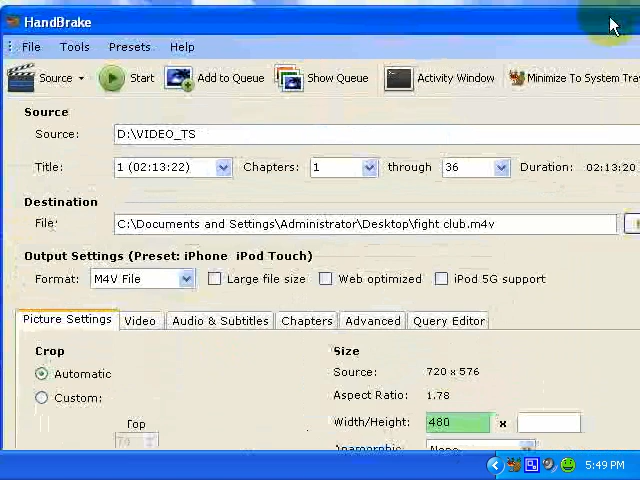 HandBrake
File Tools Presets Help
Source Start Add to Queue Show Queue Activity Window Minimize To System Tray
Source
Source: D:\VIDEO_TS
Title: 1 (02:13:22) Chapters: 1 through 36 Duration: 02:13:20
Destination
File: C:\Documents and Settings\Administrator\Desktop\fight club.m4v
Output Settings (Preset: iPhone iPod Touch)
Format: M4V File Large file size Web optimized iPod 5G support
Picture Settings Video Audio & Subtitles Chapters Advanced Query Editor
Crop Size
Automatic Source: 720 x 576
Custom: Aspect Ratio: 1.78
Top Width/Height: 480 x
70 Anamorphic: None
5:49 PM